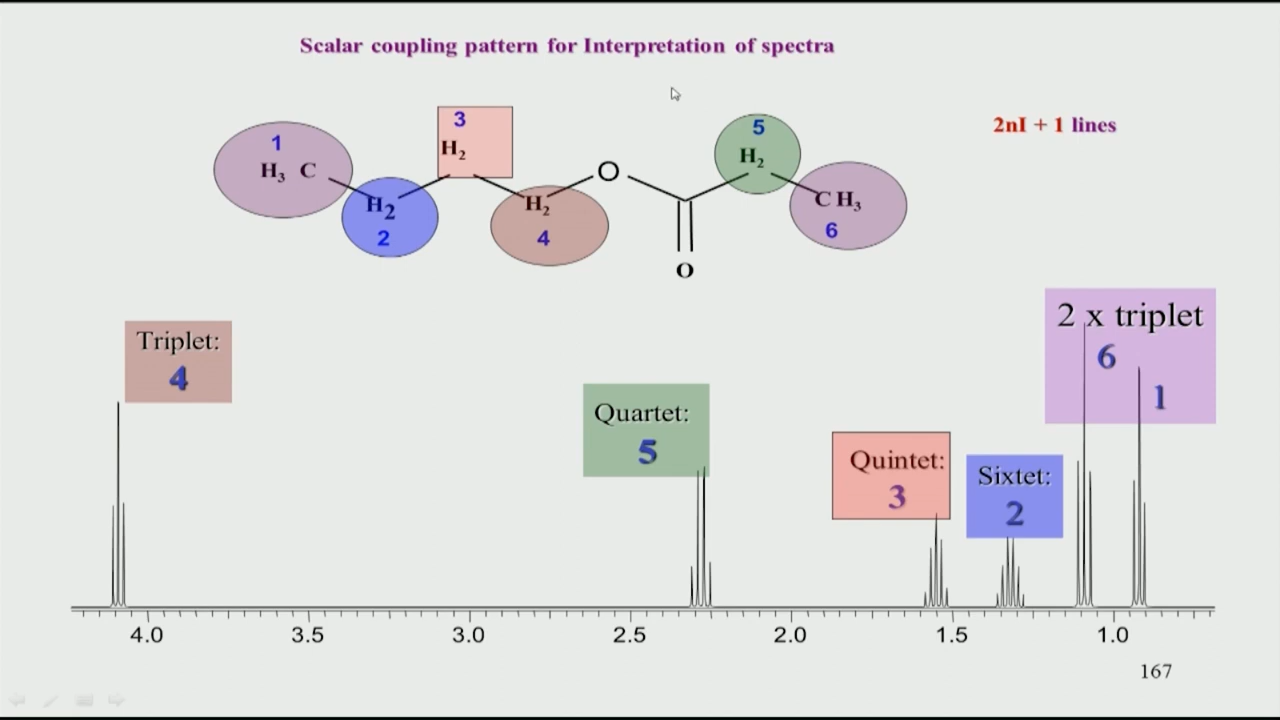 Scalar coupling pattern for Interpretation of spectra
2nI + 1 lines
1
H3 C
H2
2
3
H2
H2
4
O
O
5
H2
CH3
6
Triplet:
4
Quartet:
5
Quintet:
3
Sixtet:
2
2 x triplet
6
1
4.0 3.5 3.0 2.5 2.0 1.5 1.0
167